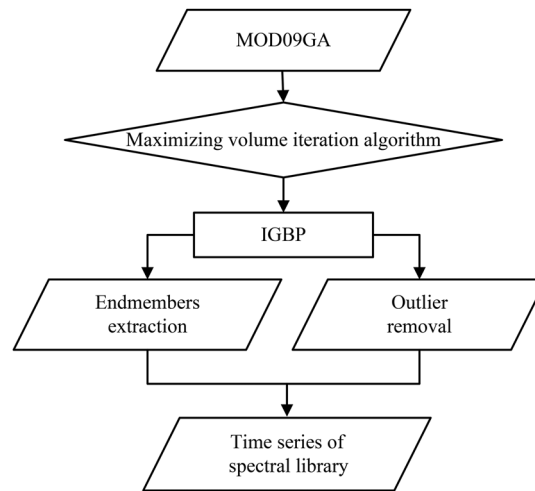 MOD09GA
Maximizing volume iteration algorithm
IGBP
Endmembers
extraction
Outlier
removal
Time series of
spectral library